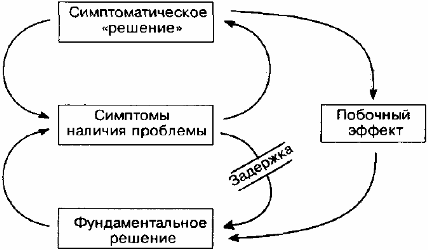 Симптоматическое
«решение»
Симптомы
наличия проблемы
Побочный
эффект
Задержка
Фундаментальное
решение